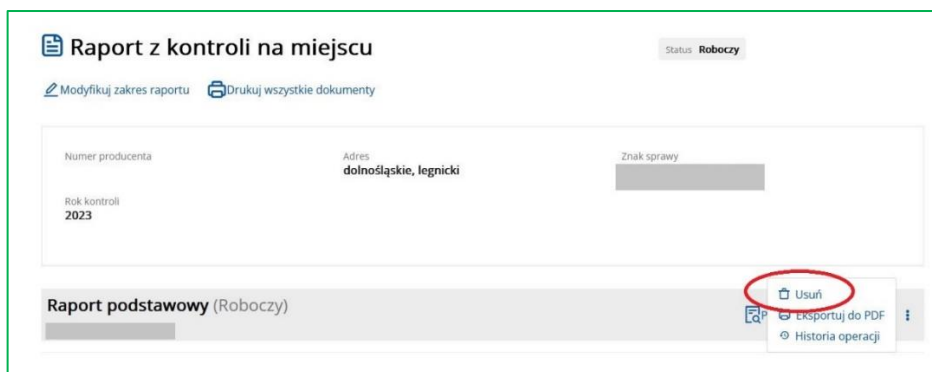 Raport z kontroli na miejscu
Status Roboczy
Modyfikuj zakres raportu Drukuj wszystkie dokumenty
Numer producenta Adres Znak sprawy
dolnośląskie, legnicki
Rok kontroli
2023
Usuń
Raport podstawowy (Roboczy)
P Eksportuj do PDF
Historia operacji